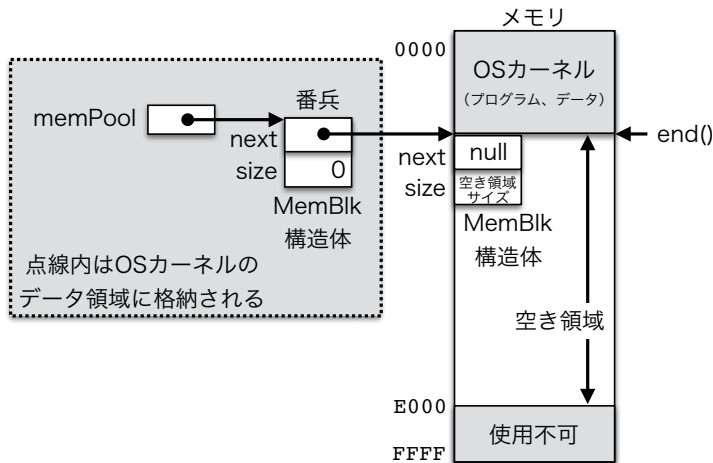 メモリ
0000
OSカーネル
（プログラム、データ）
番兵
memPool
next
size
0
MemBlk
構造体
点線内はOSカーネルの
データ領域に格納される
end()
next
null
size
空き領域
サイズ
MemBlk
構造体
空き領域
E000
使用不可
FFFF